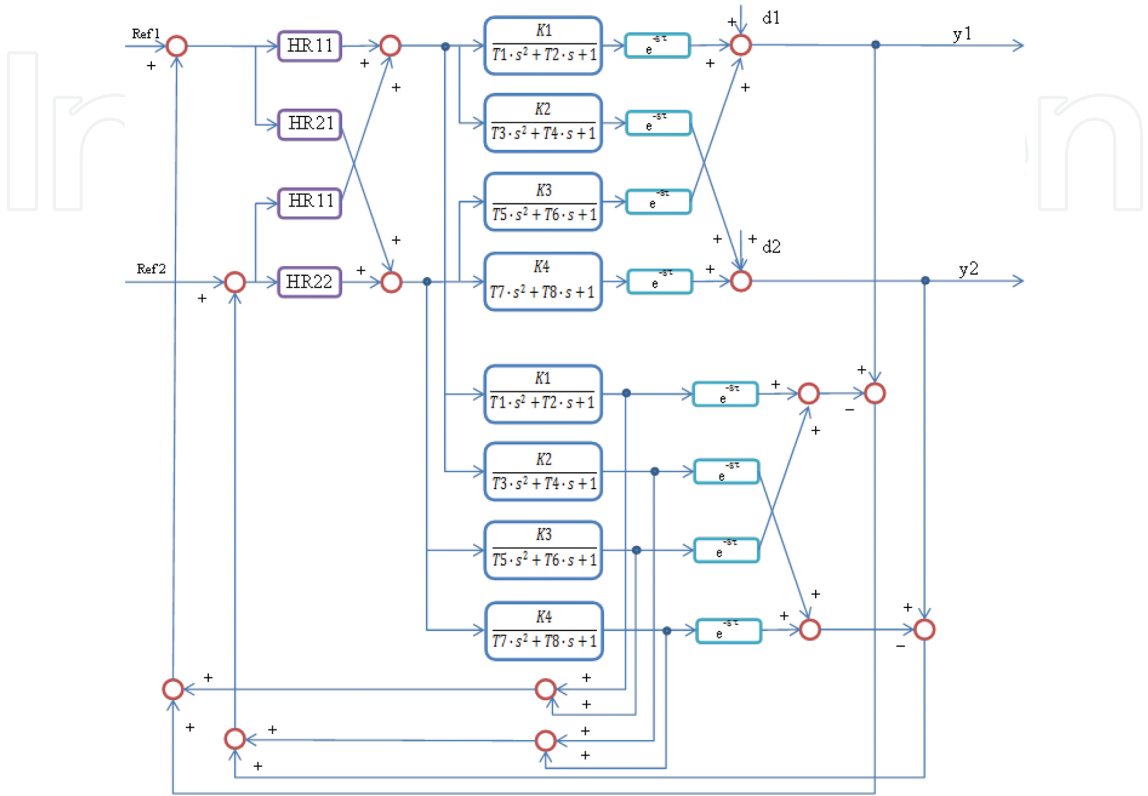 Ref1
+
HR11
+
+
K1
T1·s²+T2·s+1
e^-sτ
+
+
+
d1
y1
HR21
K2
T3·s²+T4·s+1
e^-sτ
HR11
K3
T5·s²+T6·s+1
e^-sτ
Ref2
+
HR22
+
+
K4
T7·s²+T8·s+1
e^-sτ
+
+
+
d2
y2
K1
T1·s²+T2·s+1
e^-sτ
+
+
+
−
K2
T3·s²+T4·s+1
e^-sτ
K3
T5·s²+T6·s+1
e^-sτ
K4
T7·s²+T8·s+1
e^-sτ
+
+
+
−
+
+
+
+
+
+
+
+